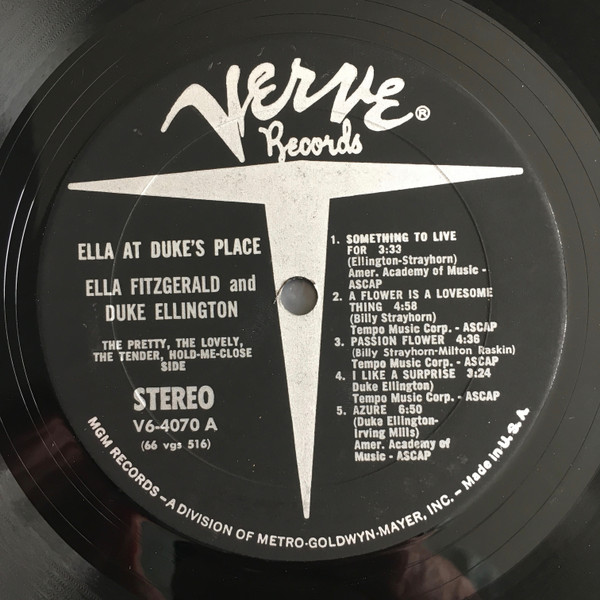 VERVE®
Records
ELLA AT DUKE'S PLACE
ELLA FITZGERALD and
DUKE ELLINGTON
THE PRETTY, THE LOVELY,
THE TENDER, HOLD-ME-CLOSE
SIDE
STEREO
V6-4070 A
(66 vgs 516)
1. SOMETHING TO LIVE
FOR 3:33
(Ellington-Strayhorn)
Amer. Academy of Music -
ASCAP
2. A FLOWER IS A LOVESOME
THING 4:58
(Billy Strayhorn)
Tempo Music Corp. - ASCAP
3. PASSION FLOWER 4:36
(Billy Strayhorn-Milton Raskin)
Tempo Music Corp. - ASCAP
4. I LIKE A SURPRISE 3:24
Duke Ellington)
Tempo Music Corp. - ASCAP
5. AZURE 6:50
(Duke Ellington-
Irving Mills)
Amer. Academy of
Music - ASCAP
MGM RECORDS - A DIVISION OF METRO-GOLDWYN-MAYER, INC. - Made in U.S.A.